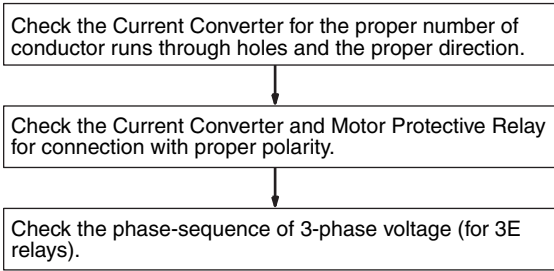 Check the Current Converter for the proper number of
conductor runs through holes and the proper direction.
Check the Current Converter and Motor Protective Relay
for connection with proper polarity.
Check the phase-sequence of 3-phase voltage (for 3E
relays).